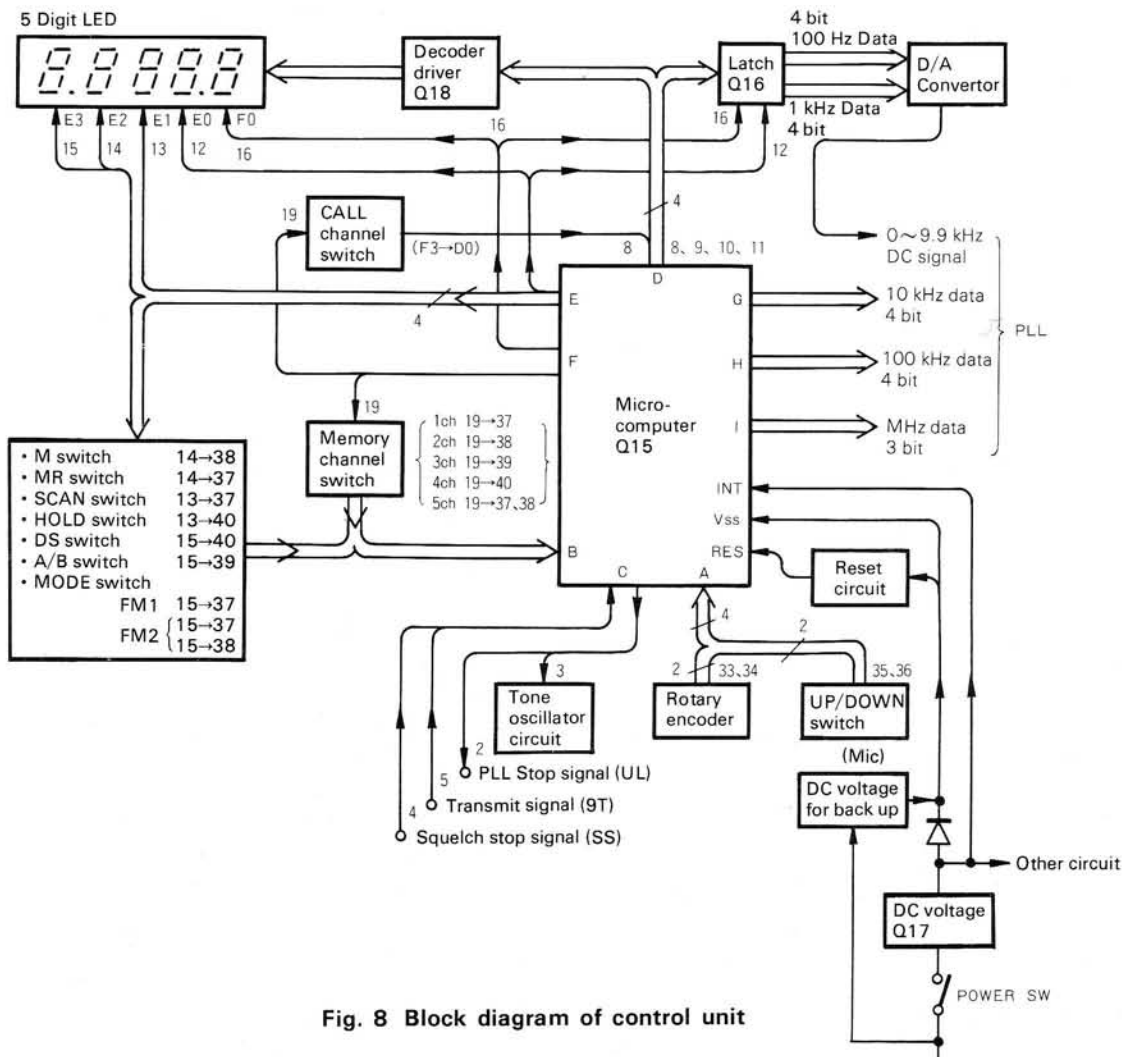 5 Digit LED
8.8 8 8.8
E3 E2 E1 E0 F0
15 14 13 12 16
Decoder
driver
Q18
16
16
12
Latch
Q16
4 bit
100 Hz Data
1 kHz Data
4 bit
D/A
Convertor
19
CALL
channel
switch
(F3→D0)
4
8
8、9、10、11
D
0~9.9 kHz
DC signal
10 kHz data
4 bit
100 kHz data
4 bit
MHz data
3 bit
PLL
E
F
G
H
I
4
Micro-
computer
Q15
INT
Vss
RES
B
C
A
19
Memory
channel
switch
1ch 19→37
2ch 19→38
3ch 19→39
4ch 19→40
5ch 19→37、38
· M switch 14→38
· MR switch 14→37
· SCAN switch 13→37
· HOLD switch 13→40
· DS switch 15→40
· A/B switch 15→39
· MODE switch
FM1 15→37
FM2 { 15→37
15→38
Reset
circuit
4
2
2
33、34
35、36
3
Tone
oscillator
circuit
Rotary
encoder
UP/DOWN
switch
(Mic)
2
PLL Stop signal (UL)
5
Transmit signal (9T)
4
Squelch stop signal (SS)
DC voltage
for back up
Other circuit
DC voltage
Q17
POWER SW
Fig. 8 Block diagram of control unit